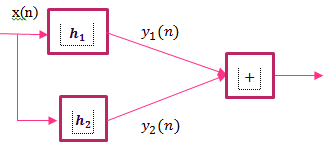 x(n)
h₁
y₁(n)
+
h₂
y₂(n)